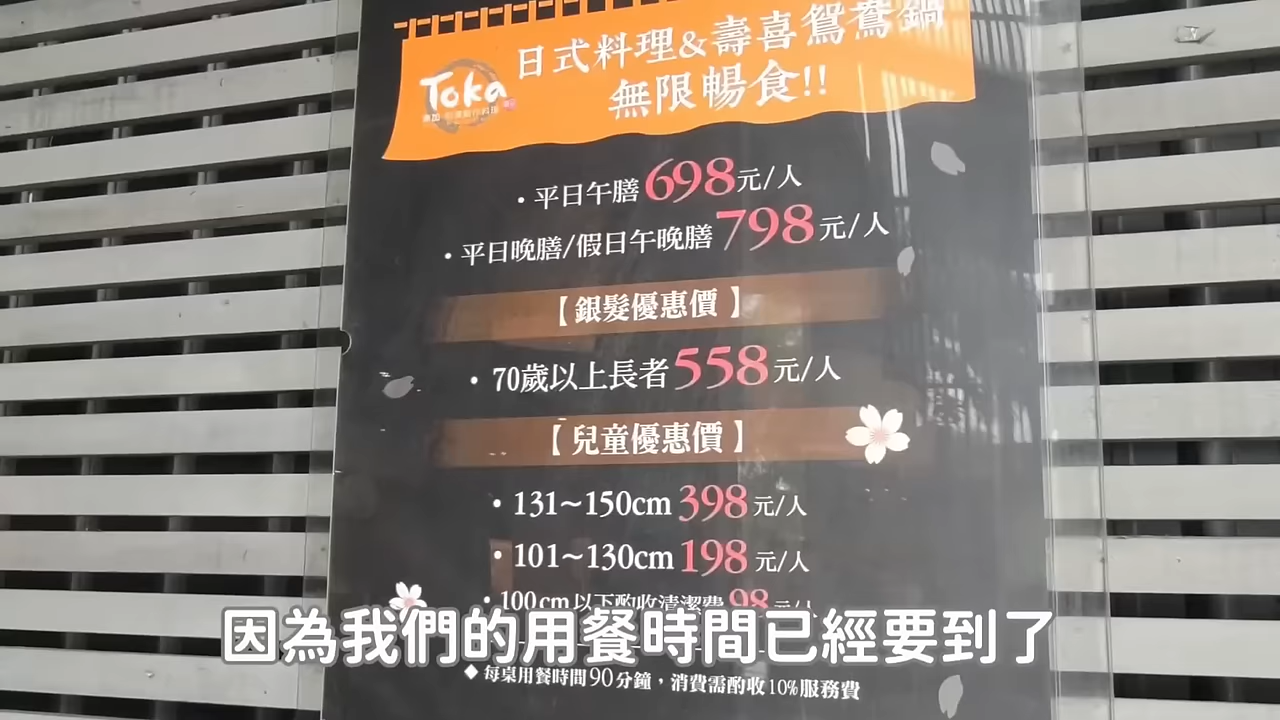 日式料理&壽喜鴛鴦鍋
Toka
無限暢食!!
・平日午膳698元/人
・平日晚膳/假日午晚膳798元/人
【銀髮優惠價】
・70歲以上長者558元/人
【兒童優惠價】
・131~150cm 398元/人
・101~130cm 198元/人
・100cm以下酌收清潔費98元/人
因為我們的用餐時間已經要到了
◆每桌用餐時間90分鐘，消費需酌收10%服務費